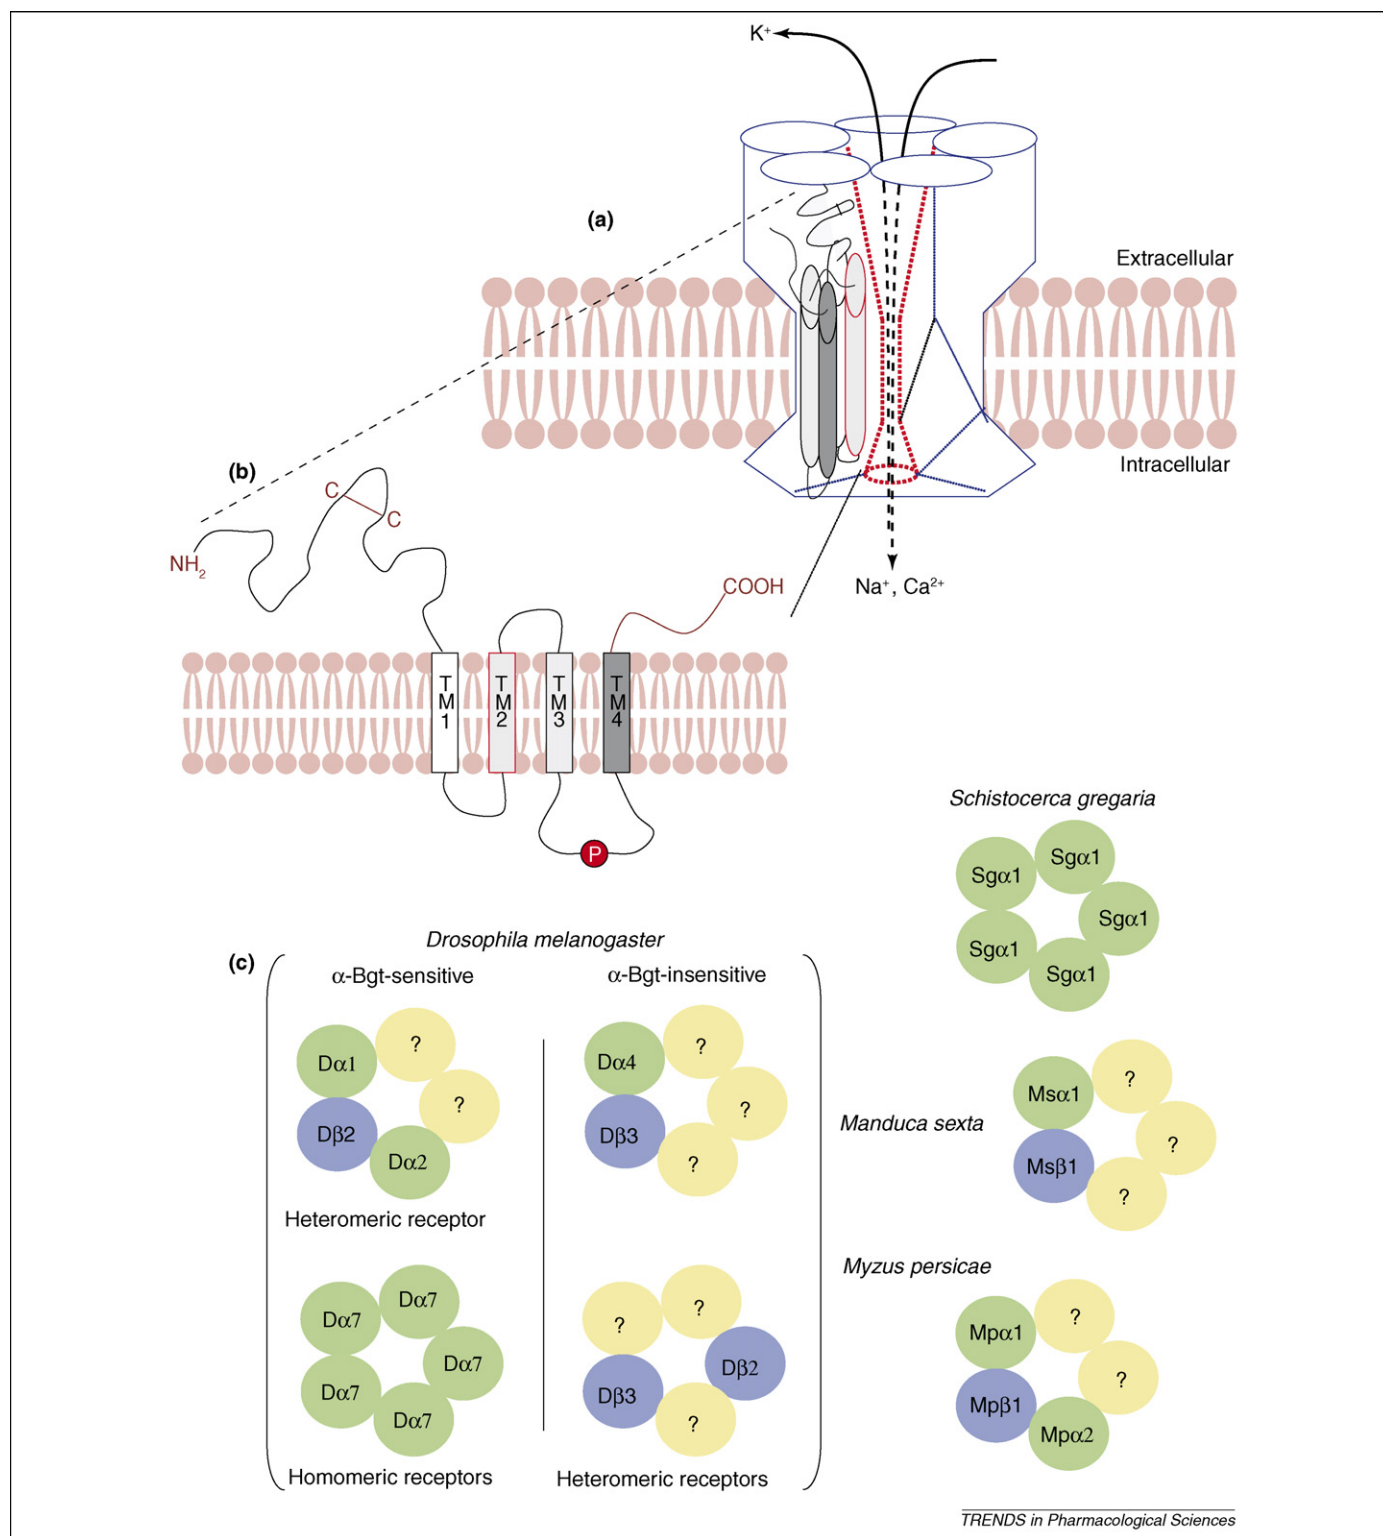 K⁺
(a)
Extracellular
Intracellular
(b)
C
C
NH₂
COOH
Na⁺, Ca²⁺
TM1
TM2
TM3
TM4
P
Schistocerca gregaria
Sgα1
Sgα1
Sgα1
Sgα1
Sgα1
(c)
Drosophila melanogaster
α-Bgt-sensitive
α-Bgt-insensitive
Dα1
?
?
Dβ2
Dα2
Heteromeric receptor
Dα4
?
?
Dβ3
?
Dα7
Dα7
Dα7
Dα7
Dα7
Homomeric receptors
?
?
Dβ2
Dβ3
?
Heteromeric receptors
Manduca sexta
Msα1
?
?
Msβ1
?
Myzus persicae
Mpα1
?
?
Mpβ1
Mpα2
TRENDS in Pharmacological Sciences